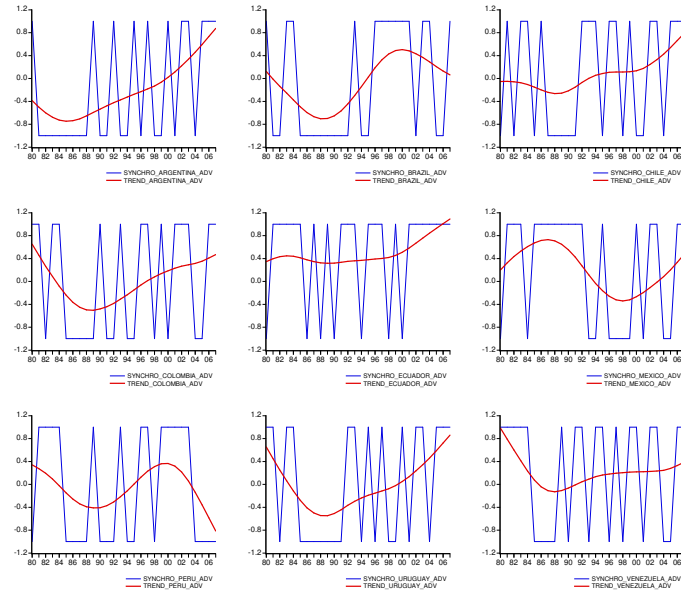 1.2 1.2 1.2
0.8 0.8 0.8
0.4 0.4 0.4
0.0 0.0 0.0
-0.4 -0.4 -0.4
-0.8 -0.8 -0.8
-1.2 -1.2 -1.2
80 82 84 86 88 90 92 94 96 98 00 02 04 06 80 82 84 86 88 90 92 94 96 98 00 02 04 06 80 82 84 86 88 90 92 94 96 98 00 02 04 06
SYNCHRO_ARGENTINA_ADV SYNCHRO_BRAZIL_ADV SYNCHRO_CHILE_ADV
TREND_ARGENTINA_ADV TREND_BRAZIL_ADV TREND_CHILE_ADV
1.2 1.2 1.2
0.8 0.8 0.8
0.4 0.4 0.4
0.0 0.0 0.0
-0.4 -0.4 -0.4
-0.8 -0.8 -0.8
-1.2 -1.2 -1.2
80 82 84 86 88 90 92 94 96 98 00 02 04 06 80 82 84 86 88 90 92 94 96 98 00 02 04 06 80 82 84 86 88 90 92 94 96 98 00 02 04 06
SYNCHRO_COLOMBIA_ADV SYNCHRO_ECUADOR_ADV SYNCHRO_MEXICO_ADV
TREND_COLOMBIA_ADV TREND_ECUADOR_ADV TREND_MEXICO_ADV
1.2 1.2 1.2
0.8 0.8 0.8
0.4 0.4 0.4
0.0 0.0 0.0
-0.4 -0.4 -0.4
-0.8 -0.8 -0.8
-1.2 -1.2 -1.2
80 82 84 86 88 90 92 94 96 98 00 02 04 06 80 82 84 86 88 90 92 94 96 98 00 02 04 06 80 82 84 86 88 90 92 94 96 98 00 02 04 06
SYNCHRO_PERU_ADV SYNCHRO_URUGUAY_ADV SYNCHRO_VENEZUELA_ADV
TREND_PERU_ADV TREND_URUGUAY_ADV TREND_VENEZUELA_ADV